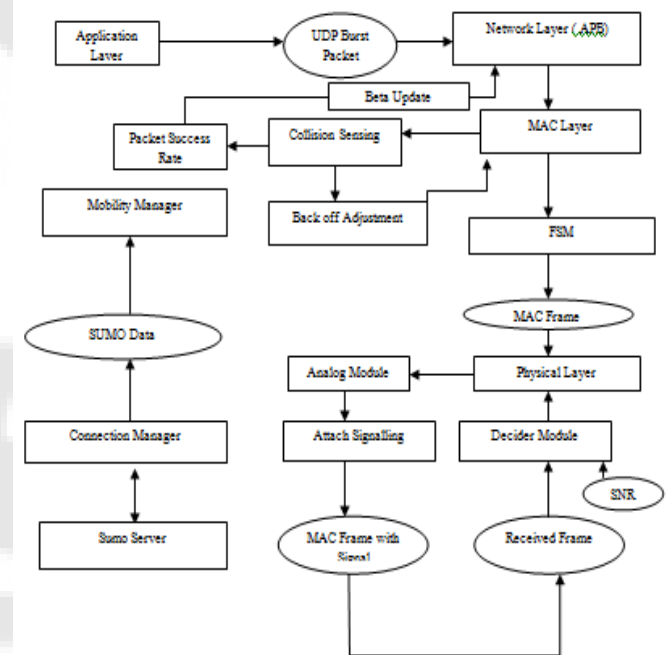 Application
Layer
UDP Burst
Packet
Network Layer ( APB)
Beta Update
Packet Success
Rate
Collision Sensing
MAC Layer
Mobility Manager
Back off Adjustment
FSM
MAC Frame
SUMO Data
Analog Module
Physical Layer
Connection Manager
Attach Signalling
Decider Module
SNR
Sumo Server
MAC Frame with
Signal
Received Frame